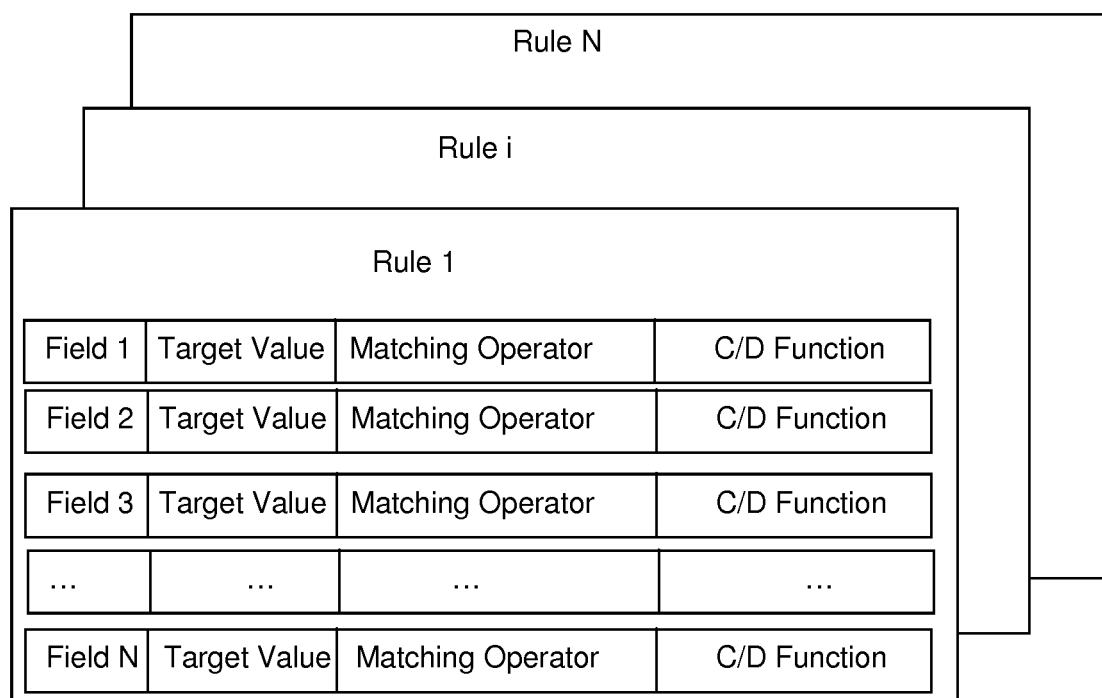 Rule N
Rule i
Rule 1
Field 1 Target Value Matching Operator C/D Function
Field 2 Target Value Matching Operator C/D Function
Field 3 Target Value Matching Operator C/D Function
... ... ... ...
Field N Target Value Matching Operator C/D Function